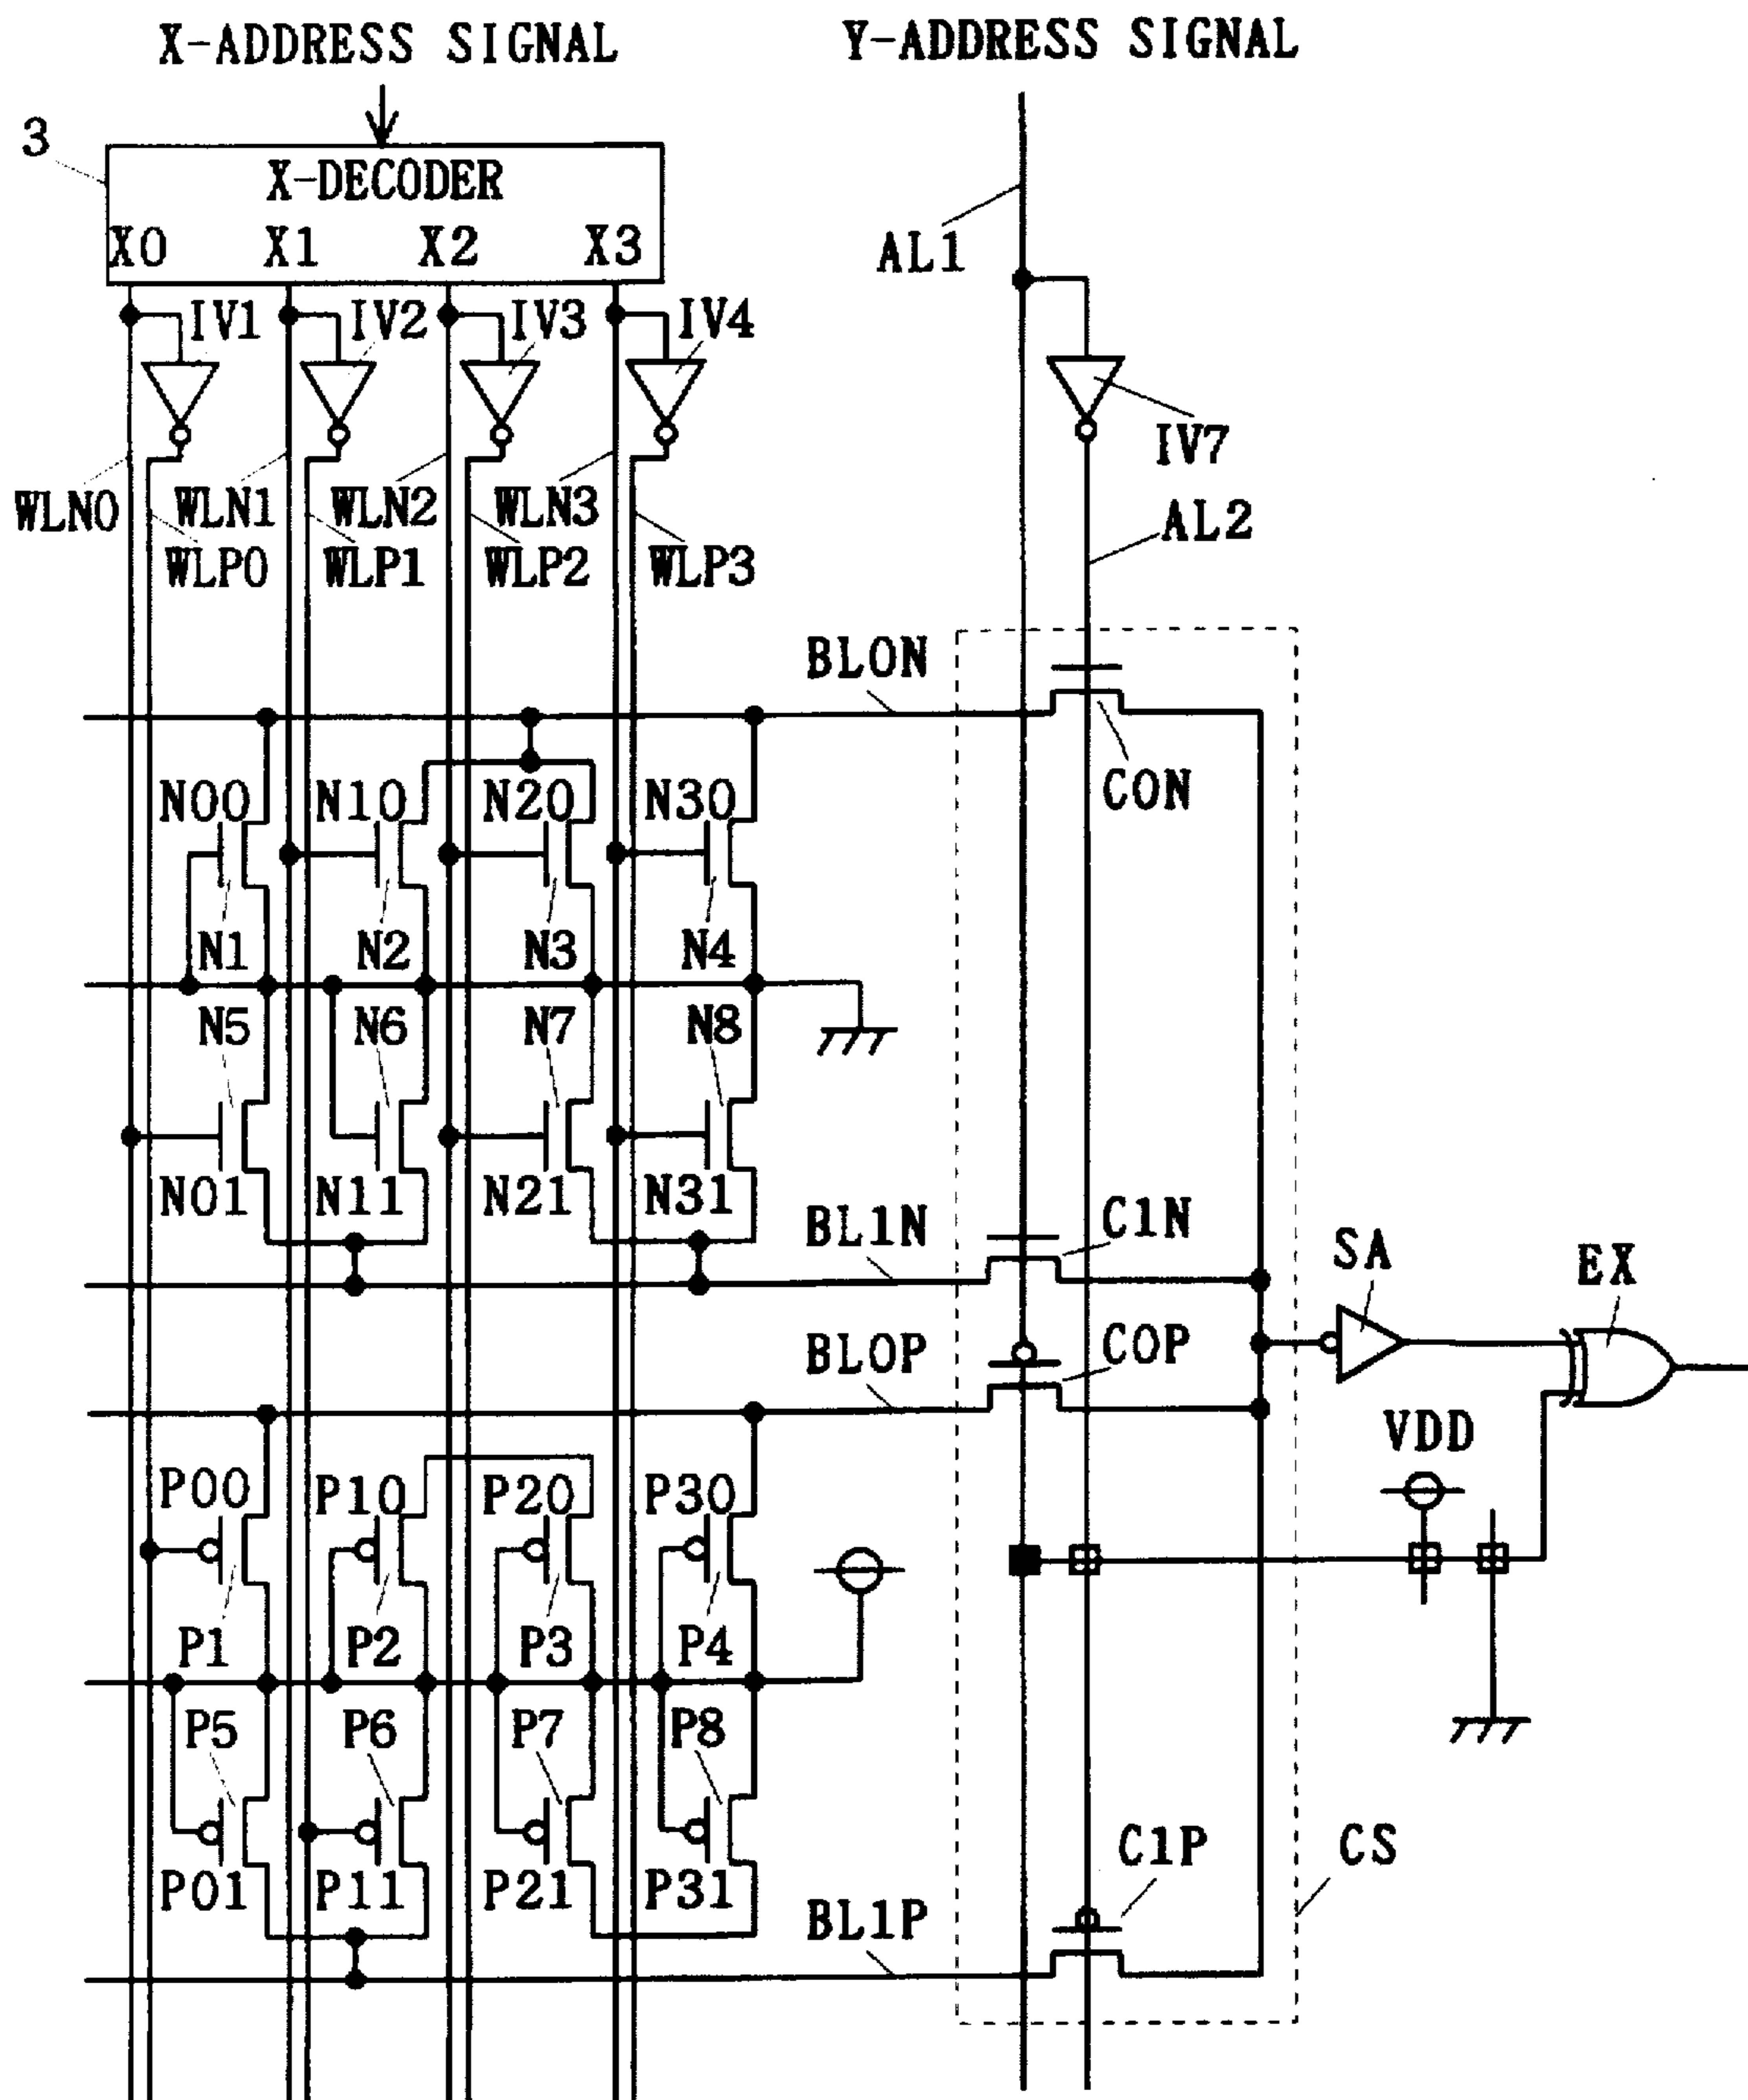 X-ADDRESS SIGNAL
Y-ADDRESS SIGNAL
3
X-DECODER
X0 X1 X2 X3
AL1
IV1 IV2 IV3 IV4
IV7
WLN0 WLN1 WLN2 WLN3
AL2
WLP0 WLP1 WLP2 WLP3
BL0N
C0N
N00 N10 N20 N30
N1 N2 N3 N4
N5 N6 N7 N8
N01 N11 N21 N31
BL1N
C1N
SA
EX
BL0P
C0P
VDD
P00 P10 P20 P30
P1 P2 P3 P4
P5 P6 P7 P8
C1P
CS
P01 P11 P21 P31
BL1P